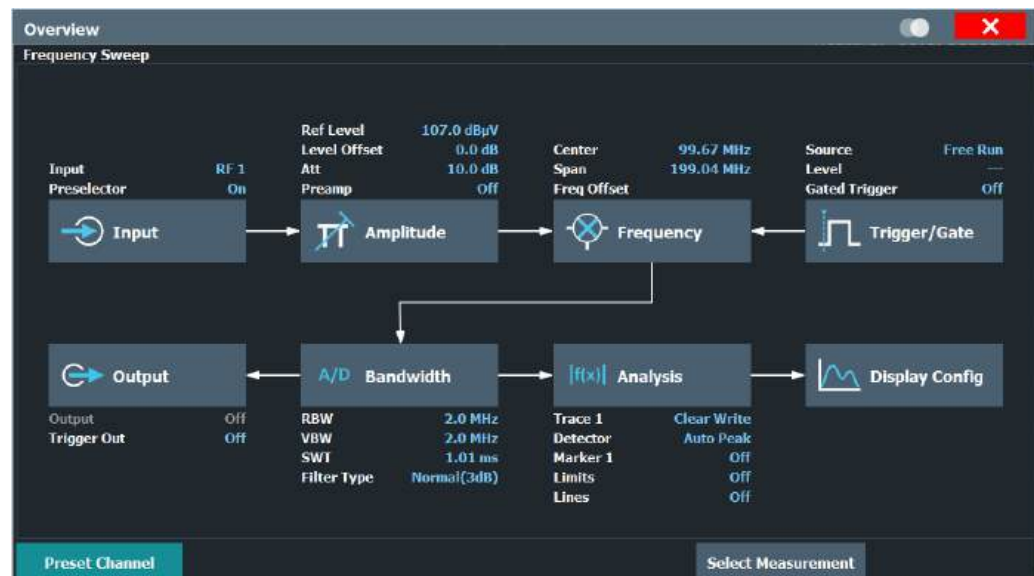 Overview
Frequency Sweep
Input RF 1
Preselector On
Input
Ref Level 107.0 dBµV
Level Offset 0.0 dB
Att 10.0 dB
Preamp Off
Amplitude
Center 99.67 MHz
Span 199.04 MHz
Freq Offset
Frequency
Source Free Run
Level ---
Gated Trigger Off
Trigger/Gate
Output
Output Off
Trigger Out Off
A/D Bandwidth
RBW 2.0 MHz
VBW 2.0 MHz
SWT 1.01 ms
Filter Type Normal(3dB)
|f(x)| Analysis
Trace 1 Clear Write
Detector Auto Peak
Marker 1 Off
Limits Off
Lines Off
Display Config
Preset Channel
Select Measurement